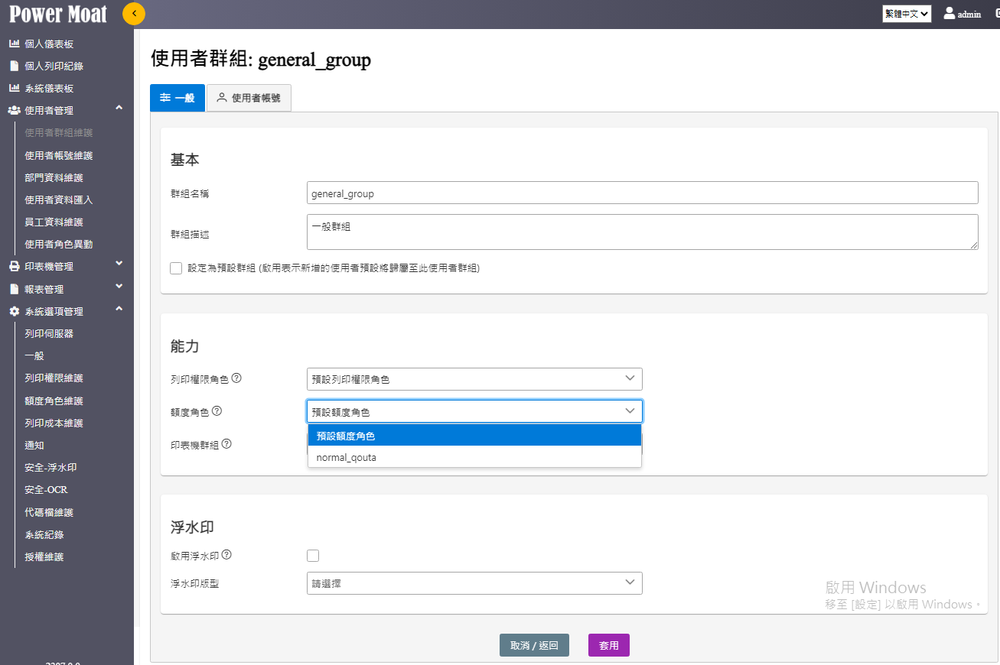 Power Moat
繁體中文
admin
個人儀表板
個人列印紀錄
系統儀表板
使用者管理
使用者群組維護
使用者帳號維護
部門資料維護
使用者資料匯入
員工資料維護
使用者角色異動
印表機管理
報表管理
系統選項管理
列印伺服器
一般
列印權限維護
額度角色維護
列印成本維護
通知
安全-浮水印
安全-OCR
代碼檔維護
系統紀錄
授權維護
使用者群組: general_group
一般
使用者帳號
基本
群組名稱
general_group
群組描述
一般群組
設定為預設群組 (啟用表示新增的使用者預設將歸屬至此使用者群組)
能力
列印權限角色
預設列印權限角色
額度角色
預設額度角色
預設額度角色
normal_qouta
印表機群組
浮水印
啟用浮水印
浮水印版型
請選擇
啟用 Windows
移至 [設定] 以啟用 Windows。
取消 / 返回
套用